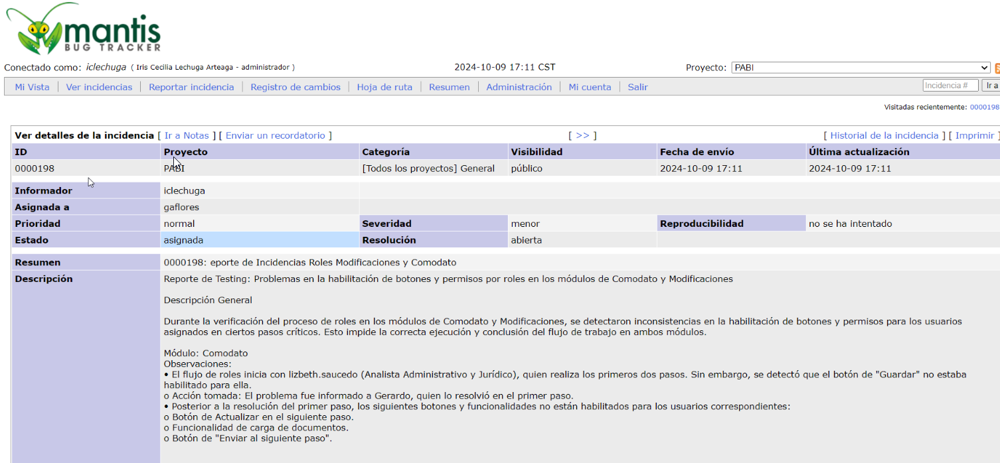 mantis
BUG TRACKER
Conectado como: iclechuga ( Iris Cecilia Lechuga Arteaga - administrador ) 2024-10-09 17:11 CST Proyecto: PABI
Mi Vista | Ver incidencias | Reportar incidencia | Registro de cambios | Hoja de ruta | Resumen | Administración | Mi cuenta | Salir Incidencia # Ir a
Visitadas recientemente: 0000198
Ver detalles de la incidencia [ Ir a Notas ] [ Enviar un recordatorio ] [ >> ] [ Historial de la incidencia ] [ Imprimir ]
ID Proyecto Categoría Visibilidad Fecha de envío Última actualización
0000198 PABI [Todos los proyectos] General público 2024-10-09 17:11 2024-10-09 17:11
Informador iclechuga
Asignada a gaflores
Prioridad normal Severidad menor Reproducibilidad no se ha intentado
Estado asignada Resolución abierta
Resumen 0000198: eporte de Incidencias Roles Modificaciones y Comodato
Descripción Reporte de Testing: Problemas en la habilitación de botones y permisos por roles en los módulos de Comodato y Modificaciones
Descripción General
Durante la verificación del proceso de roles en los módulos de Comodato y Modificaciones, se detectaron inconsistencias en la habilitación de botones y permisos para los usuarios
asignados en ciertos pasos críticos. Esto impide la correcta ejecución y conclusión del flujo de trabajo en ambos módulos.
Módulo: Comodato
Observaciones:
• El flujo de roles inicia con lizbeth.saucedo (Analista Administrativo y Jurídico), quien realiza los primeros dos pasos. Sin embargo, se detectó que el botón de "Guardar" no estaba
habilitado para ella.
o Acción tomada: El problema fue informado a Gerardo, quien lo resolvió en el primer paso.
• Posterior a la resolución del primer paso, los siguientes botones y funcionalidades no están habilitados para los usuarios correspondientes:
o Botón de Actualizar en el siguiente paso.
o Funcionalidad de carga de documentos.
o Botón de "Enviar al siguiente paso".